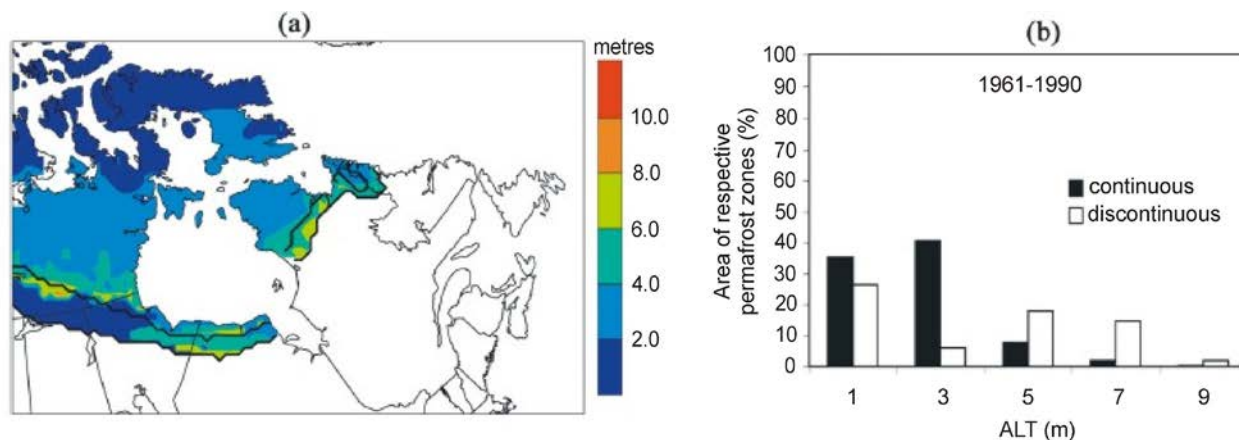 (a)
metres
10.0
8.0
6.0
4.0
2.0
(b)
Area of respective
permafrost zones (%)
100
90
80
70
60
50
40
30
20
10
0
1961-1990
continuous
discontinuous
1 3 5 7 9
ALT (m)